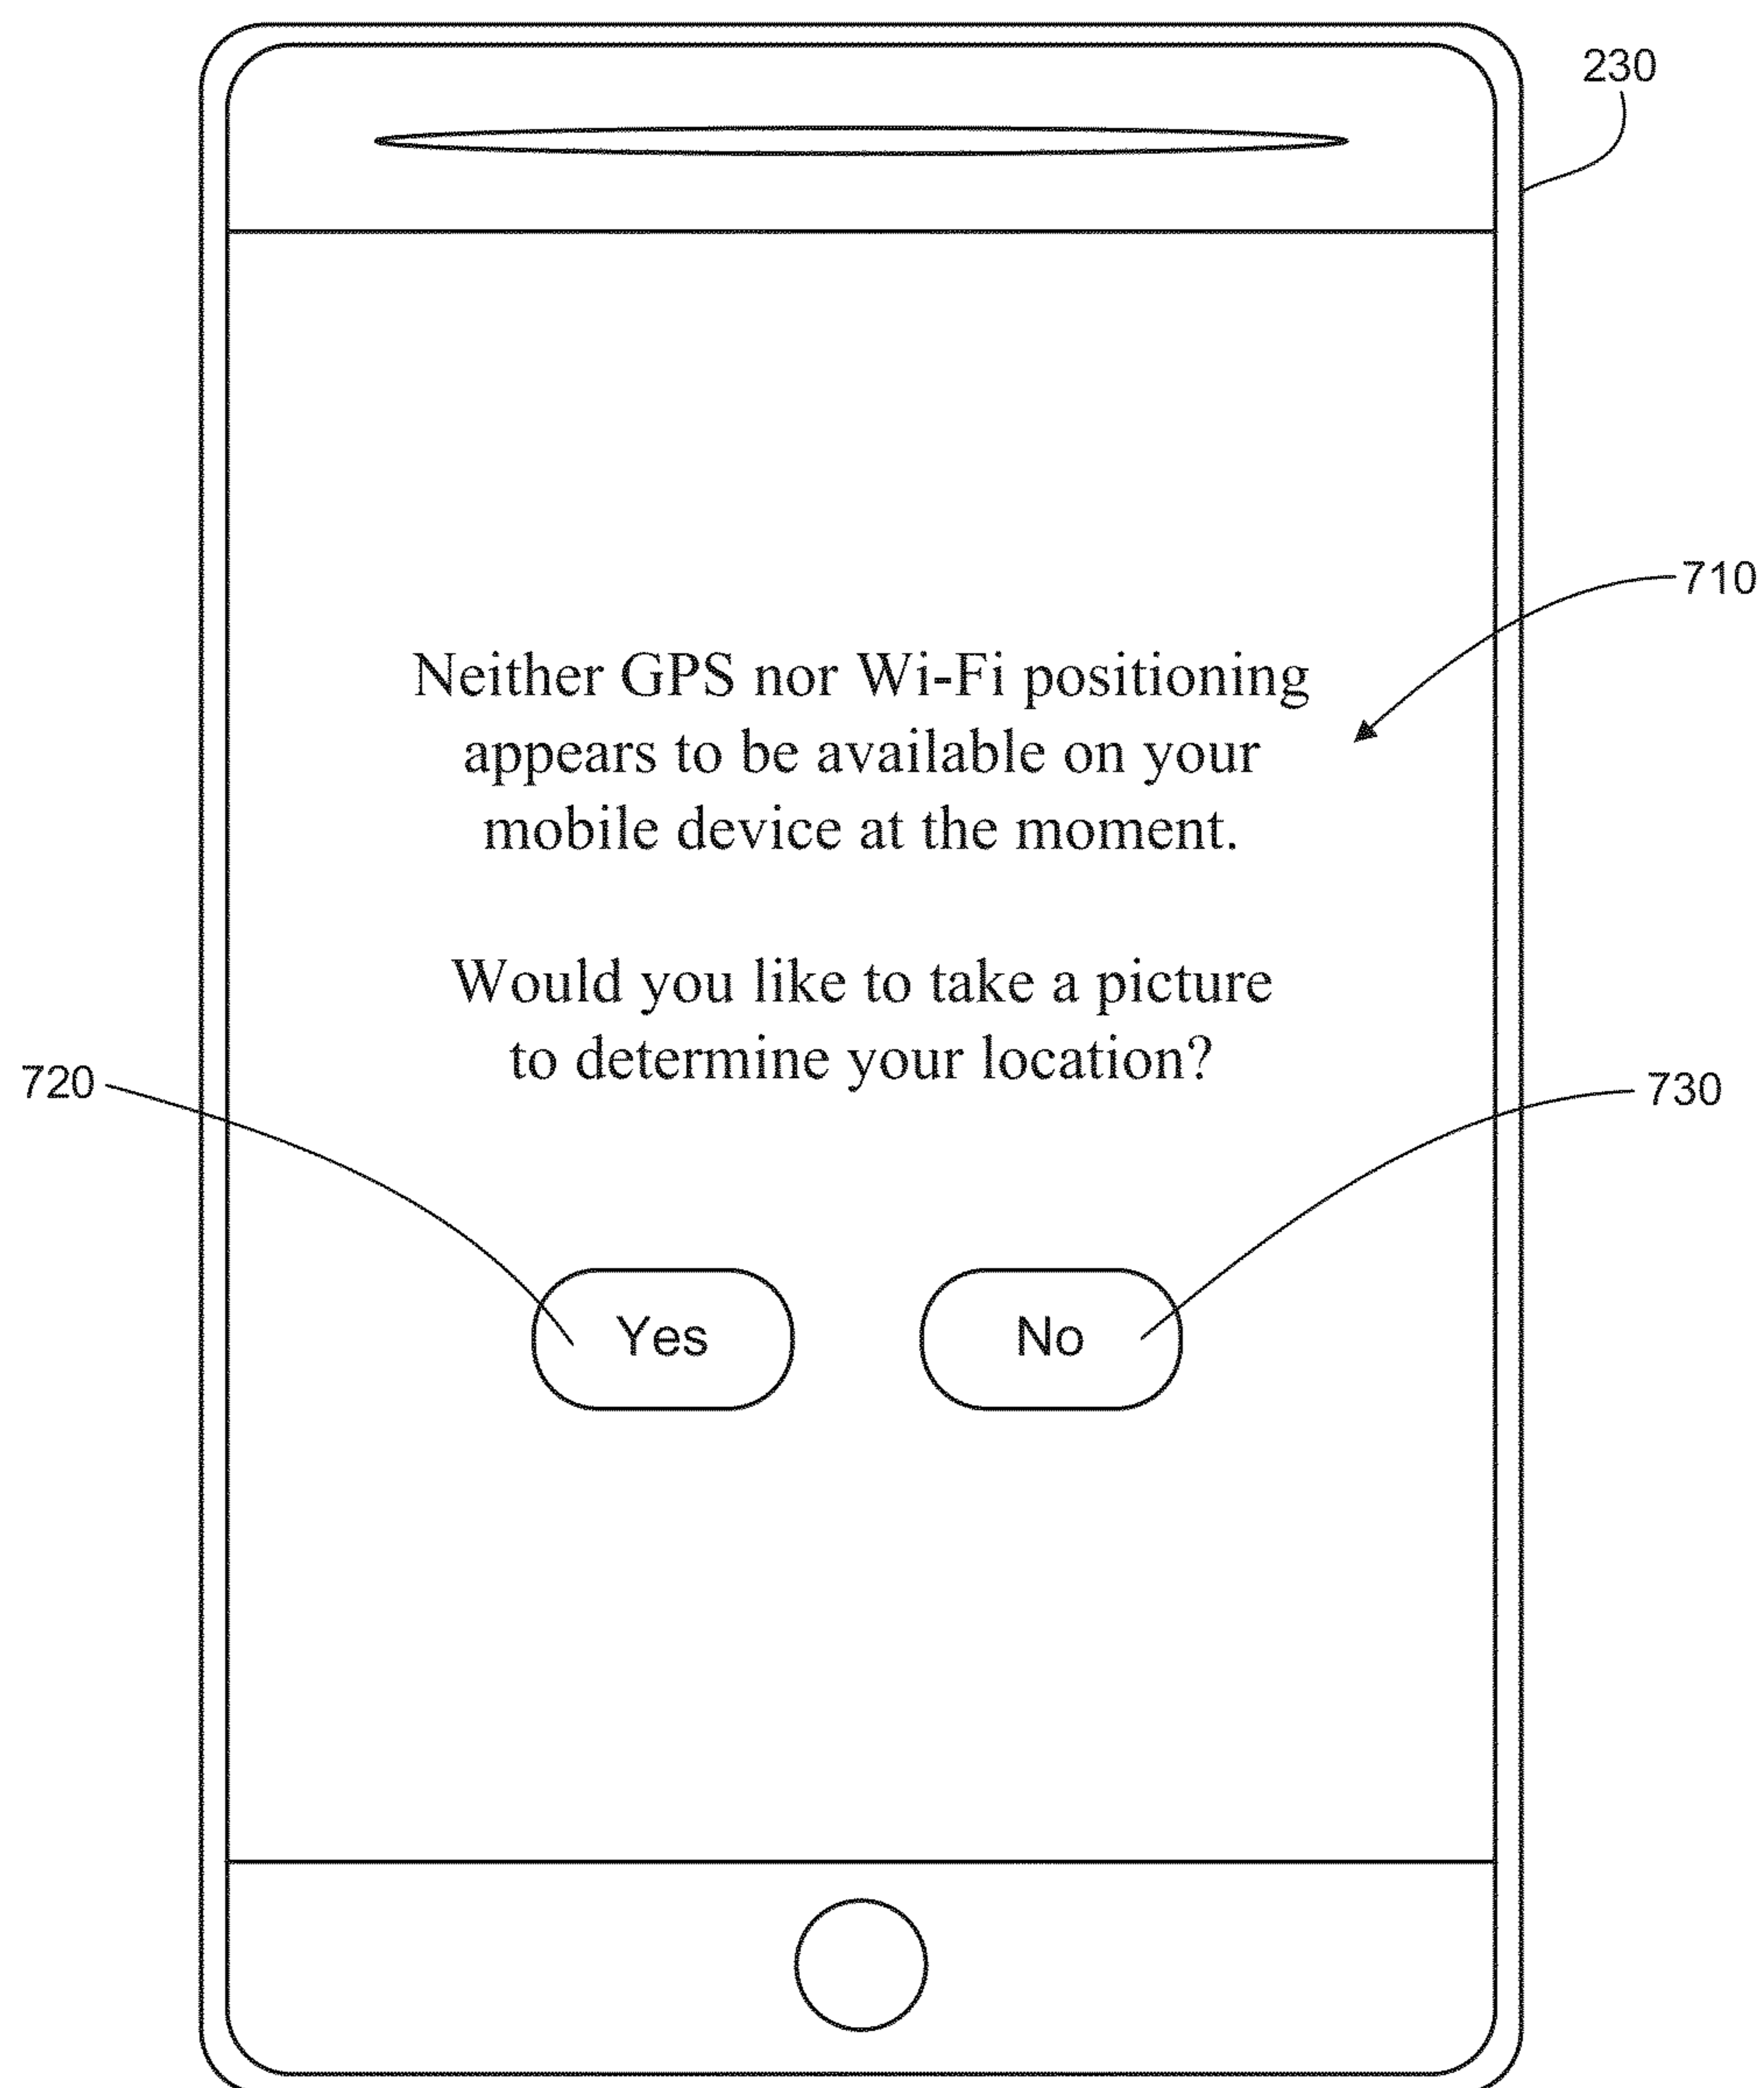 230
710
Neither GPS nor Wi-Fi positioning
appears to be available on your
mobile device at the moment.
Would you like to take a picture
to determine your location?
720
730
Yes No